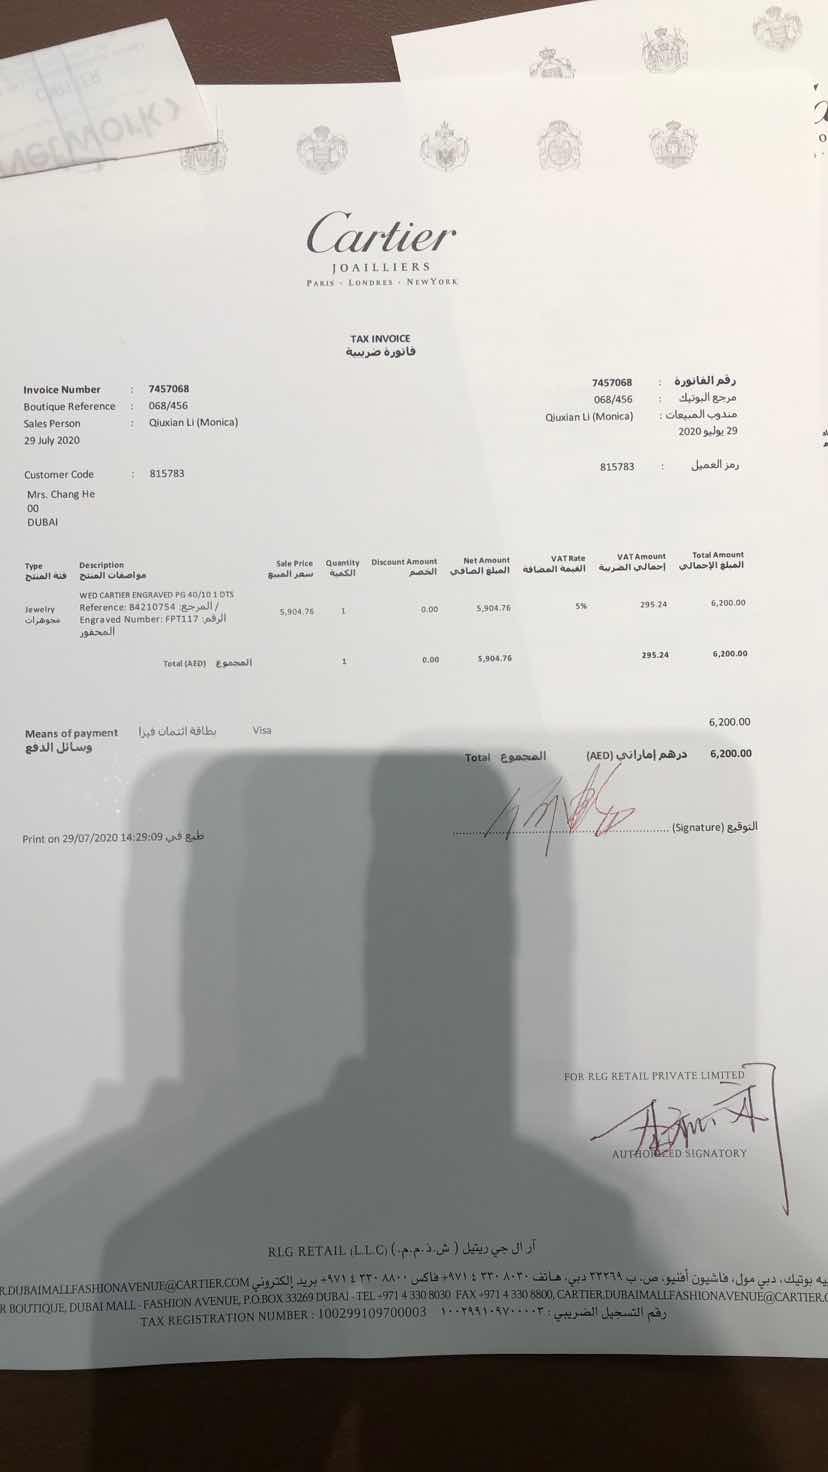 CARTIER
network>
Cartier
JOAILLIERS
PARIS - LONDRES - NEWYORK
TAX INVOICE
فاتورة ضريبية
Invoice Number : 7457068
7457068 : رقم الفاتورة
Boutique Reference : 068/456
068/456 : مرجع البوتيك
Sales Person : Qiuxian Li (Monica)
Qiuxian Li (Monica) : مندوب المبيعات
29 July 2020
29 يوليو 2020
Customer Code : 815783
815783 : رمز العميل
Mrs. Chang He
00
DUBAI
Type Description Sale Price Quantity Discount Amount Net Amount VAT Rate VAT Amount Total Amount
فئة المنتج مواصفات المنتج سعر المبيع الكمية الخصم المبلغ الصافي القيمة المضافة إجمالي الضريبة المبلغ الإجمالي
WED CARTIER ENGRAVED PG 40/10 1 DTS
Jewelry Reference: B4210754 :المرجع / 5,904.76 1 0.00 5,904.76 5% 295.24 6,200.00
مجوهرات Engraved Number: FPT117 :الرقم
المحفور
Total (AED) المجموع 1 0.00 5,904.76 295.24 6,200.00
6,200.00
Means of payment بطاقة ائتمان فيزا Visa
وسائل الدفع
Total المجموع (AED) درهم إماراتي 6,200.00
(Signature) التوقيع
Print on 29/07/2020 14:29:09 طبع في
FOR RLG RETAIL PRIVATE LIMITED
AUTHORIZED SIGNATORY
RLG RETAIL (L.L.C) (ش.ذ.م.م.) آر ال جي ريتيل
يه بوتيك، دبي مول، فاشيون أفنيو، ص. ب ٣٣٢٦٩ دبي، هاتف ٨٠٣٠ ٣٣٠ ٤ ٩٧١+ فاكس ٨٨٠٠ ٣٣٠ ٤ ٩٧١+ بريد إلكتروني R.DUBAIMALLFASHIONAVENUE@CARTIER.COM
R BOUTIQUE, DUBAI MALL - FASHION AVENUE, P.O.BOX 33269 DUBAI - TEL +971 4 330 8030 FAX +971 4 330 8800, CARTIER.DUBAIMALLFASHIONAVENUE@CARTIER.C
TAX REGISTRATION NUMBER : 100299109700003 رقم التسجيل الضريبي : ١٠٠٢٩٩١٠٩٧٠٠٠٠٣